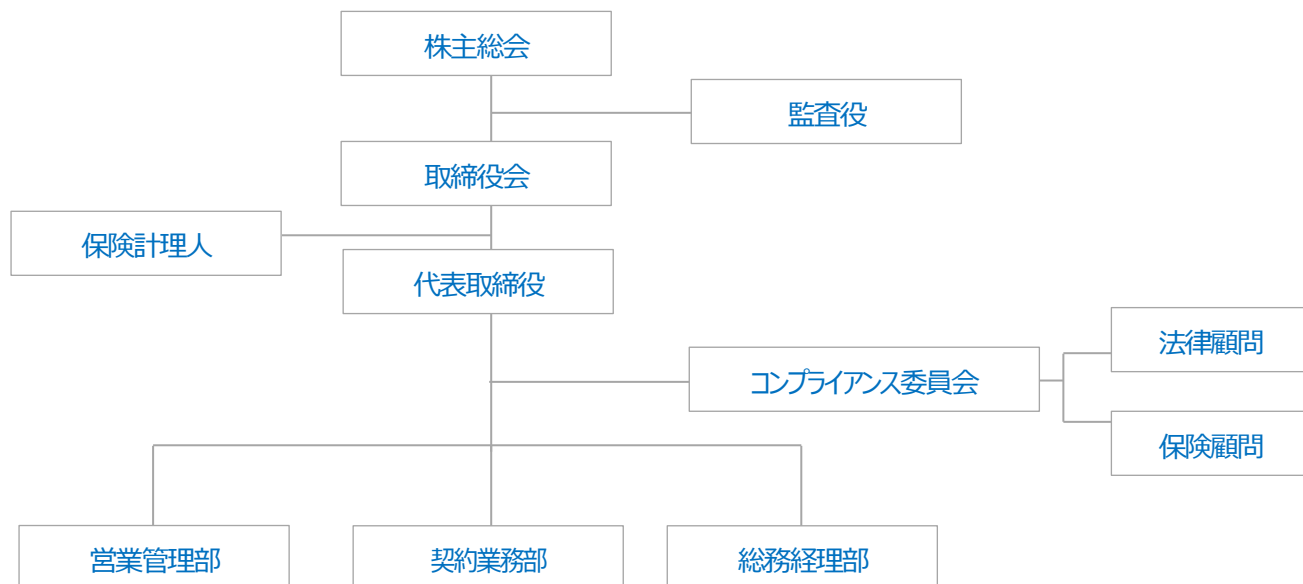 株主総会
監査役
取締役会
保険計理人
代表取締役
法律顧問
コンプライアンス委員会
保険顧問
営業管理部
契約業務部
総務経理部